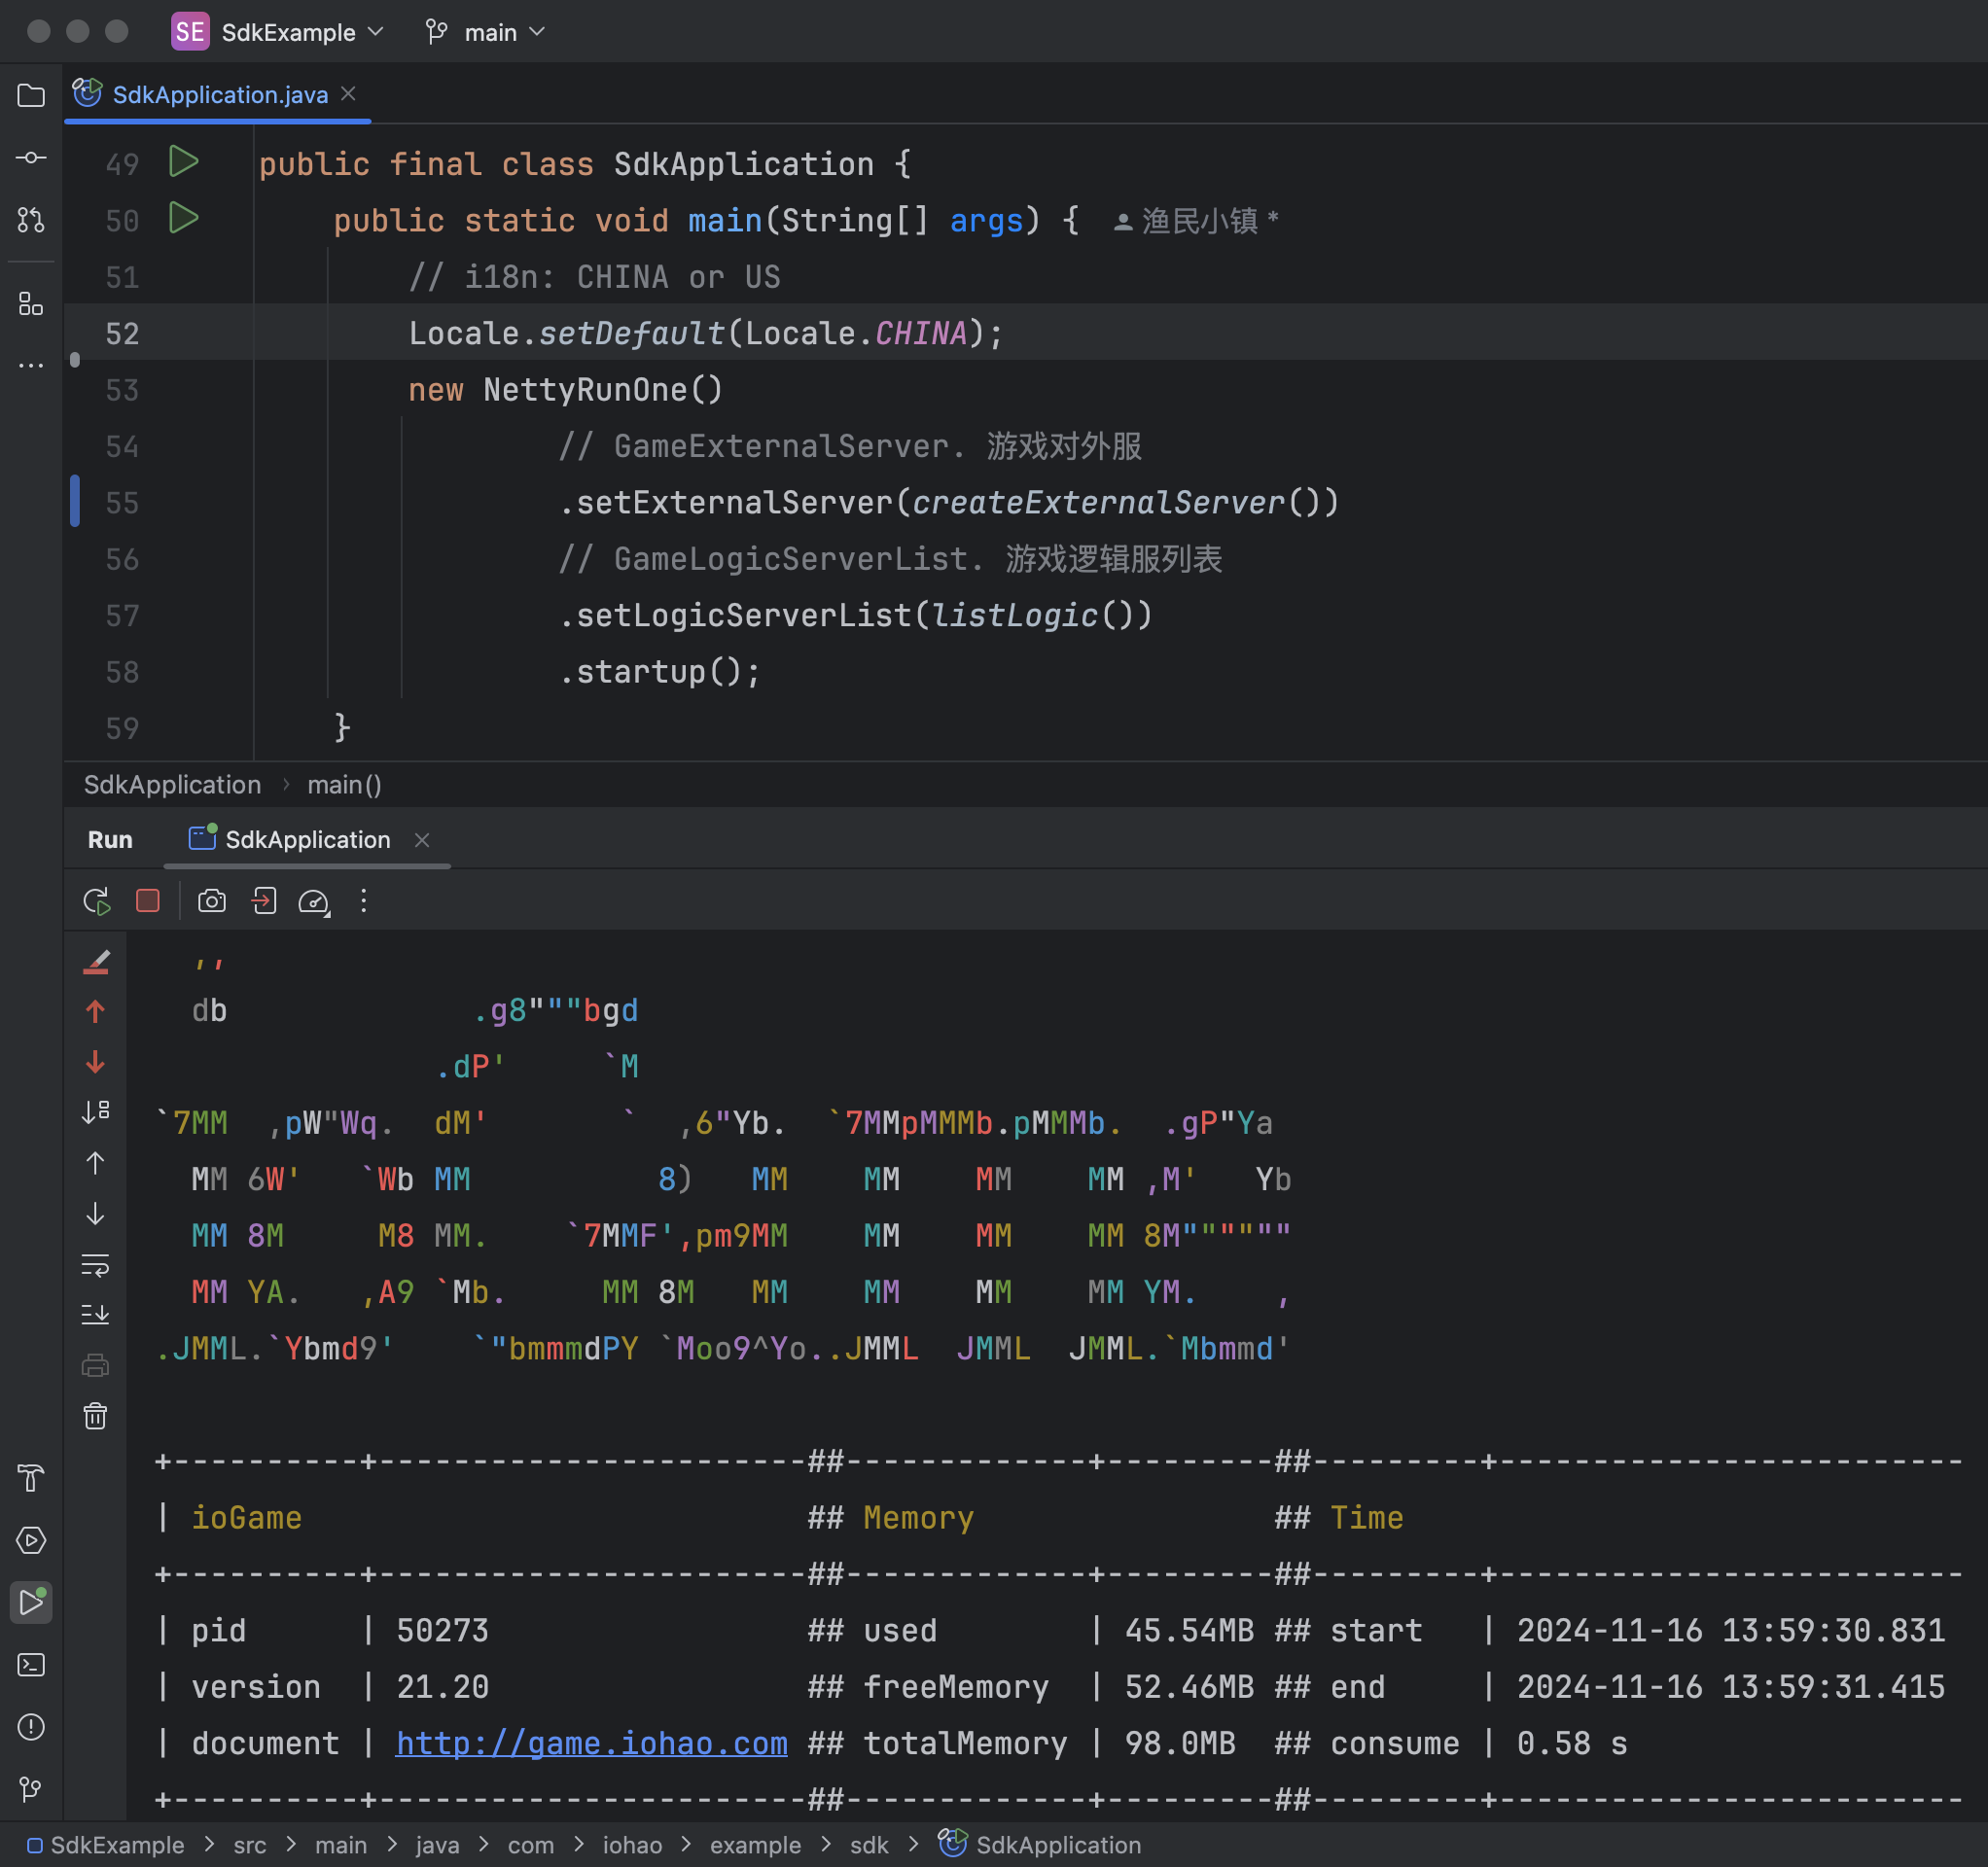 SE SdkExample main
SdkApplication.java
49 public final class SdkApplication {
50     public static void main(String[] args) { 渔民小镇 *
51         // i18n: CHINA or US
52         Locale.setDefault(Locale.CHINA);
53         new NettyRunOne()
54                 // GameExternalServer. 游戏对外服
55                 .setExternalServer(createExternalServer())
56                 // GameLogicServerList. 游戏逻辑服列表
57                 .setLogicServerList(listLogic())
58                 .startup();
59     }
SdkApplication › main()
Run SdkApplication
  ,,
  db             .g8"""bgd
               .dP'     `M
`7MM  ,pW"Wq.  dM'       `  ,6"Yb.  `7MMpMMMb.pMMMb.  .gP"Ya
  MM 6W'   `Wb MM          8)   MM    MM    MM    MM ,M'   Yb
  MM 8M     M8 MM.    `7MMF',pm9MM    MM    MM    MM 8M""""""
  MM YA.   ,A9 `Mb.     MM 8M   MM    MM    MM    MM YM.    ,
.JMML.`Ybmd9'    `"bmmmdPY `Moo9^Yo..JMML  JMML  JMML.`Mbmmd'
+----------+-----------------------##-------------+---------##---------+-------------------------
| ioGame                           ## Memory                ## Time
+----------+-----------------------##-------------+---------##---------+-------------------------
| pid      | 50273                 ## used        | 45.54MB ## start   | 2024-11-16 13:59:30.831
| version  | 21.20                 ## freeMemory  | 52.46MB ## end     | 2024-11-16 13:59:31.415
| document | http://game.iohao.com ## totalMemory | 98.0MB  ## consume | 0.58 s
+----------+-----------------------##-------------+---------##---------+-------------------------
SdkExample > src > main > java > com > iohao > example > sdk > SdkApplication